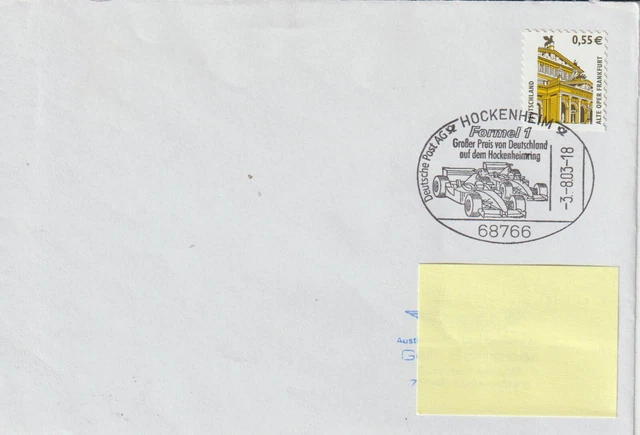 0,55 €
DEUTSCHLAND
ALTE OPER FRANKFURT
Deutsche Post AG HOCKENHEIM
Formel 1
Großer Preis von Deutschland
auf dem Hockenheimring
-3.-8.03-18
68766